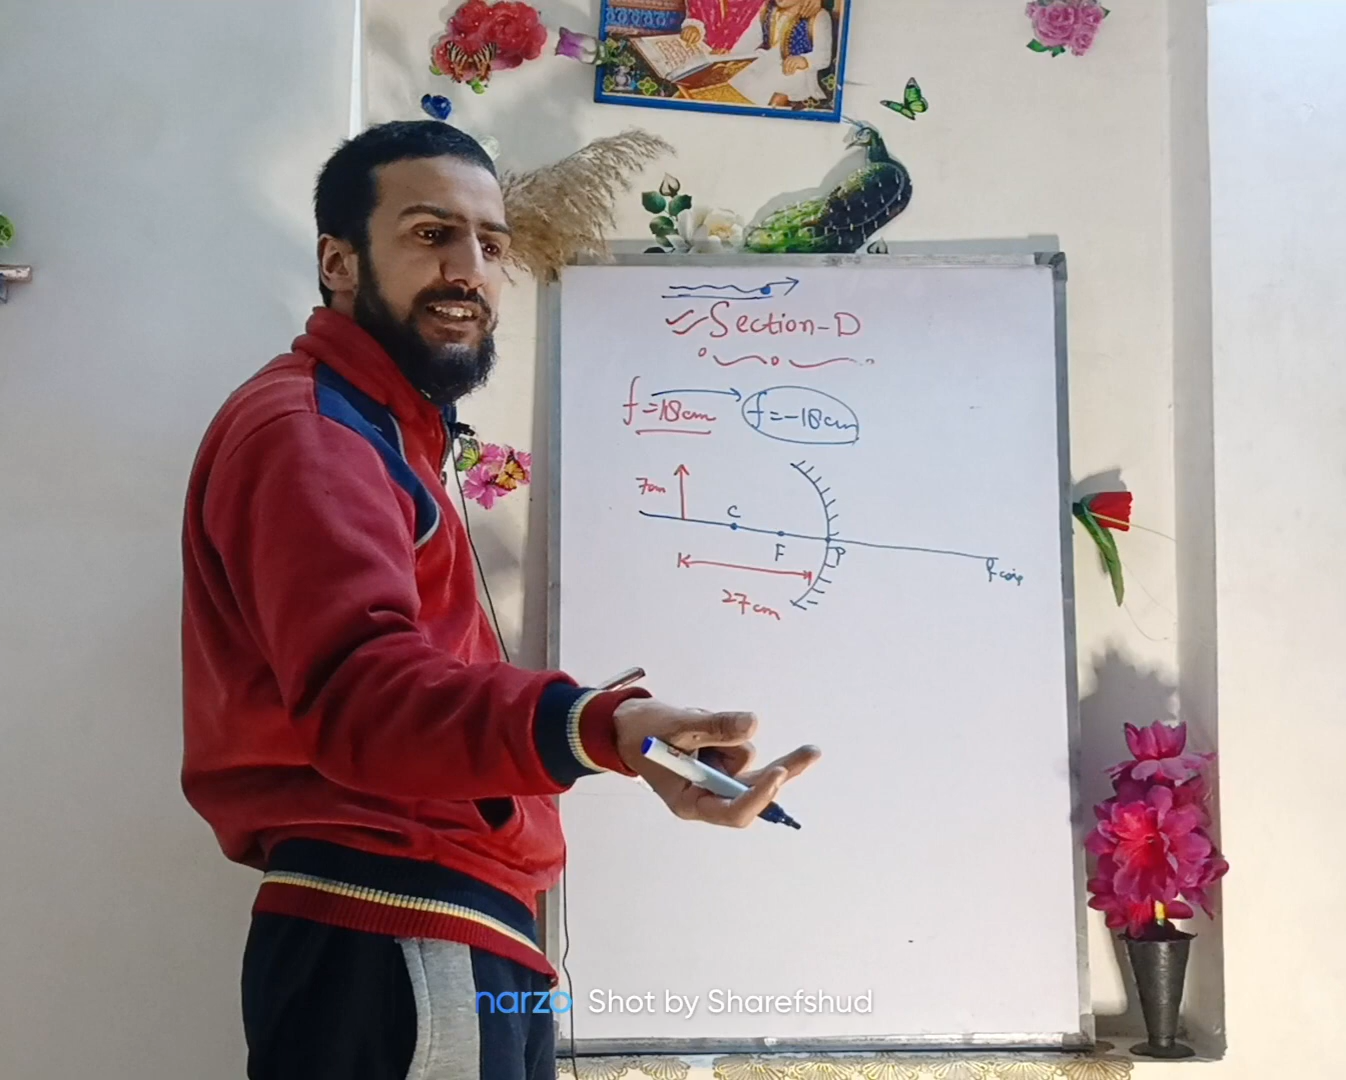 Section-D
f=18cm f=-18cm
7cm
C
F
P
27cm
narzo Shot by Sharefshud